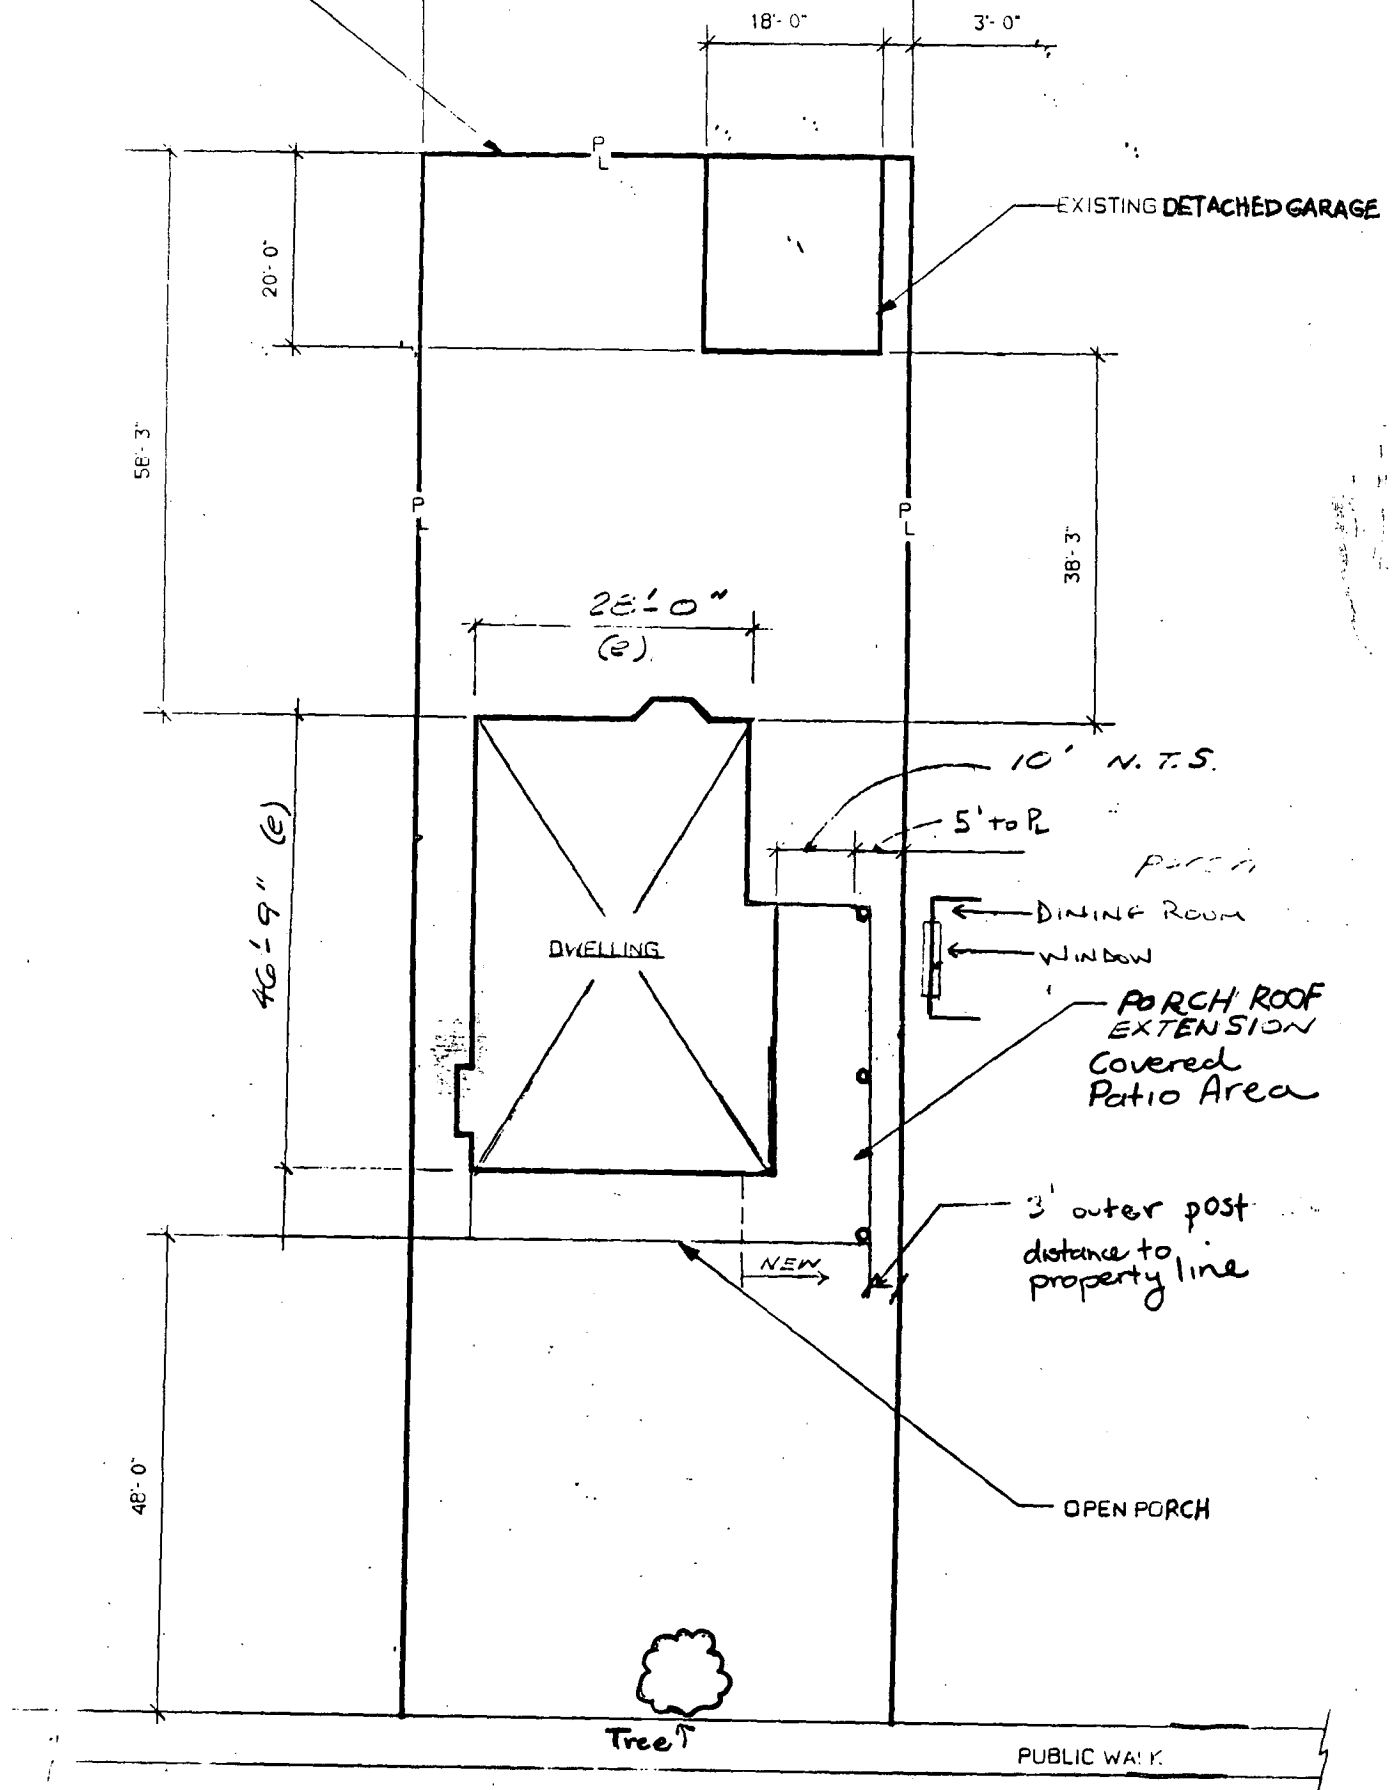 18'-0"
3'-0"
P
L
EXISTING DETACHED GARAGE
20'-0"
58'-3"
P
L
P
L
38'-3"
28'-0"
(e)
10' N.T.S.
5' to PL
46'-9" (e)
porch
DINING ROOM
DWELLING
WINDOW
PORCH ROOF
EXTENSION
Covered
Patio Area
3' outer post
distance to
property line
NEW
48'-0"
OPEN PORCH
Tree
PUBLIC WALK